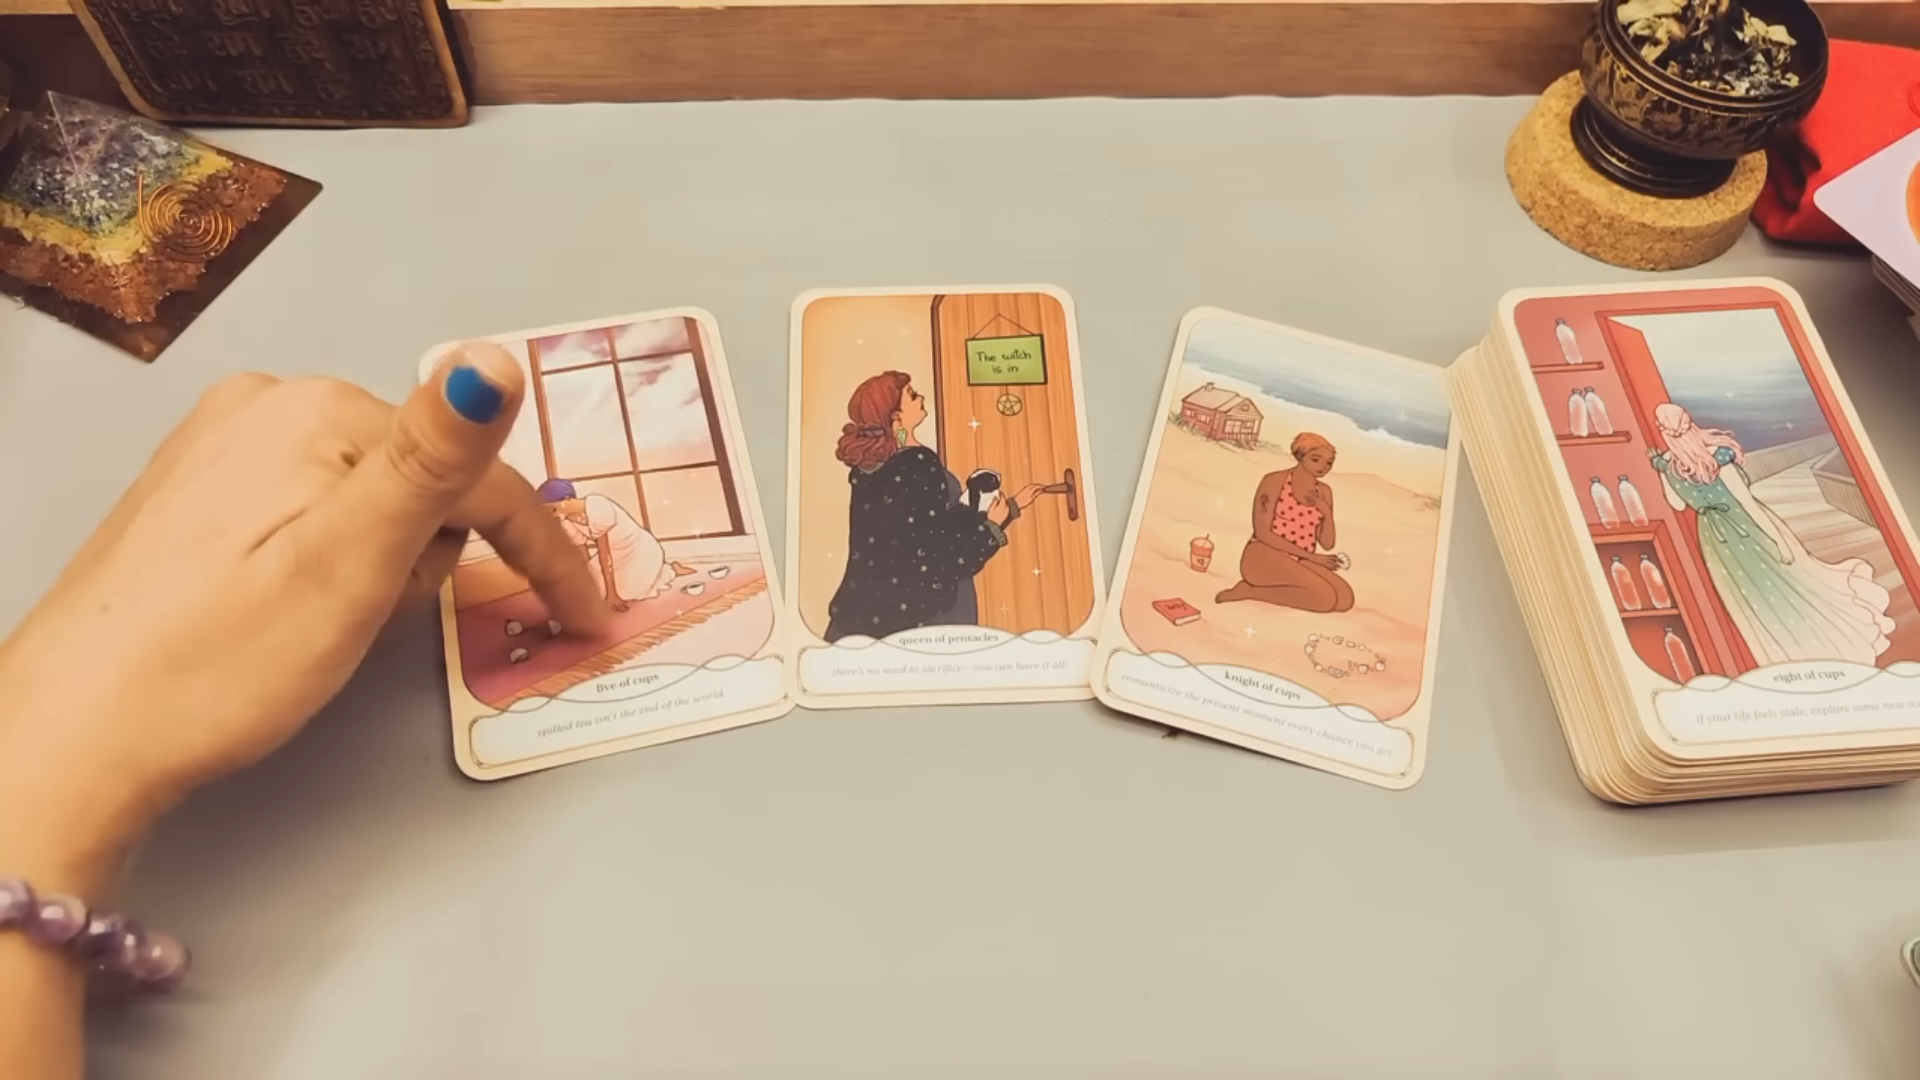 हरे राम हरे
The witch
is in
five of cups
spilled tea isn't the end of the world
queen of pentacles
there's no need to sacrifice—you can have it all!
knight of cups
romanticize the present moment every chance you get
eight of cups
if your life feels stale, explore some new